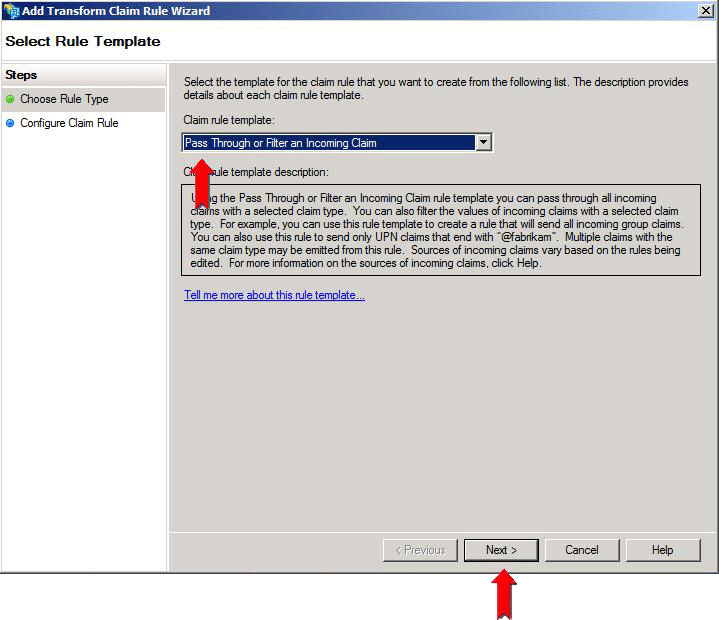 Add Transform Claim Rule Wizard
Select Rule Template
Steps
Choose Rule Type
Configure Claim Rule
Select the template for the claim rule that you want to create from the following list. The description provides
details about each claim rule template.
Claim rule template:
Pass Through or Filter an Incoming Claim
rule template description:
the Pass Through or Filter an Incoming Claim rule template you can pass through all incoming
claims with a selected claim type. You can also filter the values of incoming claims with a selected claim
type. For example, you can use this rule template to create a rule that will send all incoming group claims.
You can also use this rule to send only UPN claims that end with "@fabrikam". Multiple claims with the
same claim type may be emitted from this rule. Sources of incoming claims vary based on the rules being
edited. For more information on the sources of incoming claims, click Help.
Tell me more about this rule template...
< Previous
Next >
Cancel
Help